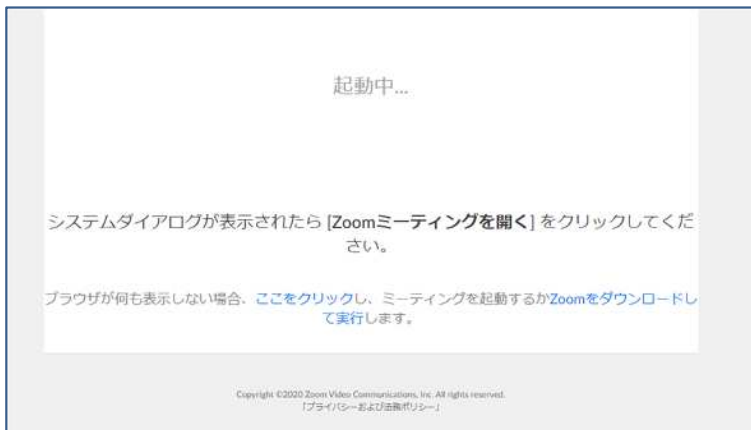 起動中...
システムダイアログが表示されたら [Zoomミーティングを開く] をクリックしてくだ
さい。
ブラウザが何も表示しない場合、ここをクリックし、ミーティングを起動するかZoomをダウンロードし
て実行します。
Copyright ©2020 Zoom Video Communications, Inc. All rights reserved.
「プライバシーおよび法務ポリシー」